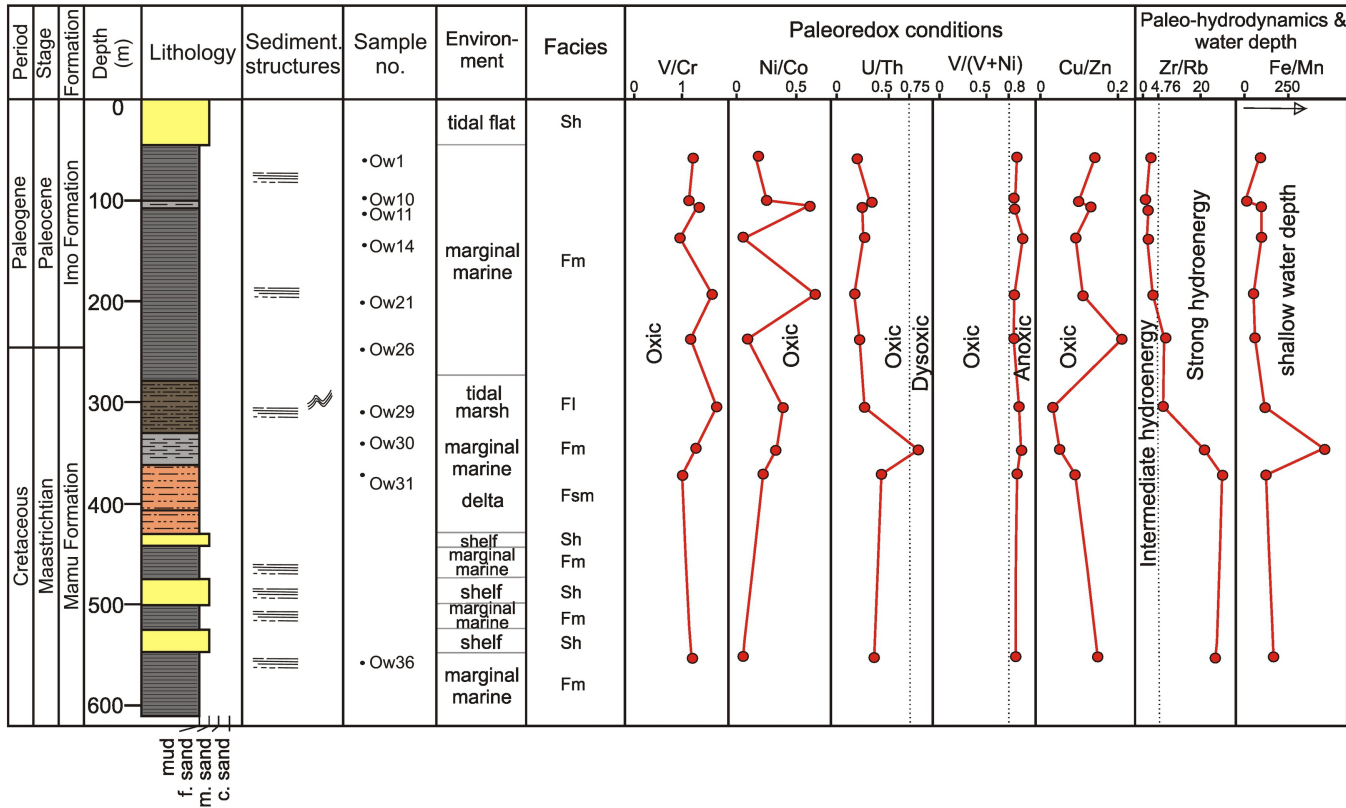 Period
Stage
Formation
Depth
(m)
Lithology
Sediment.
structures
Sample
no.
Environ-
ment
Facies
Paleoredox conditions
V/Cr
0 1
Ni/Co
0 0.5
U/Th
0 0.5 0.75
V/(V+Ni)
0 0.5 0.8
Cu/Zn
0 0.2
Paleo-hydrodynamics &
water depth
Zr/Rb
0 4.76 20
Fe/Mn
0 250
Paleogene
Cretaceous
Paleocene
Maastrichtian
Imo Formation
Mamu Formation
0
100
200
300
400
500
600
mud
f. sand
m. sand
c. sand
Ow1
Ow10
Ow11
Ow14
Ow21
Ow26
Ow29
Ow30
Ow31
Ow36
tidal flat
marginal
marine
tidal
marsh
marginal
marine
delta
shelf
marginal
marine
shelf
marginal
marine
shelf
marginal
marine
Sh
Fm
Fl
Fm
Fsm
Sh
Fm
Sh
Fm
Sh
Fm
Oxic
Oxic
Oxic
Dysoxic
Oxic
Anoxic
Oxic
Intermediate hydroenergy
Strong hydroenergy
shallow water depth